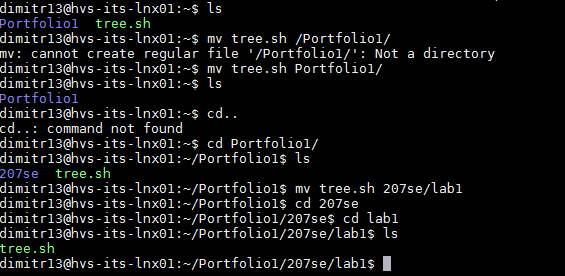 dimitr13@hvs-its-lnx01:~$ ls
Portfolio1  tree.sh
dimitr13@hvs-its-lnx01:~$ mv tree.sh /Portfolio1/
mv: cannot create regular file '/Portfolio1/': Not a directory
dimitr13@hvs-its-lnx01:~$ mv tree.sh Portfolio1/
dimitr13@hvs-its-lnx01:~$ ls
Portfolio1
dimitr13@hvs-its-lnx01:~$ cd..
cd..: command not found
dimitr13@hvs-its-lnx01:~$ cd Portfolio1/
dimitr13@hvs-its-lnx01:~/Portfolio1$ ls
207se  tree.sh
dimitr13@hvs-its-lnx01:~/Portfolio1$ mv tree.sh 207se/lab1
dimitr13@hvs-its-lnx01:~/Portfolio1$ cd 207se
dimitr13@hvs-its-lnx01:~/Portfolio1/207se$ cd lab1
dimitr13@hvs-its-lnx01:~/Portfolio1/207se/lab1$ ls
tree.sh
dimitr13@hvs-its-lnx01:~/Portfolio1/207se/lab1$